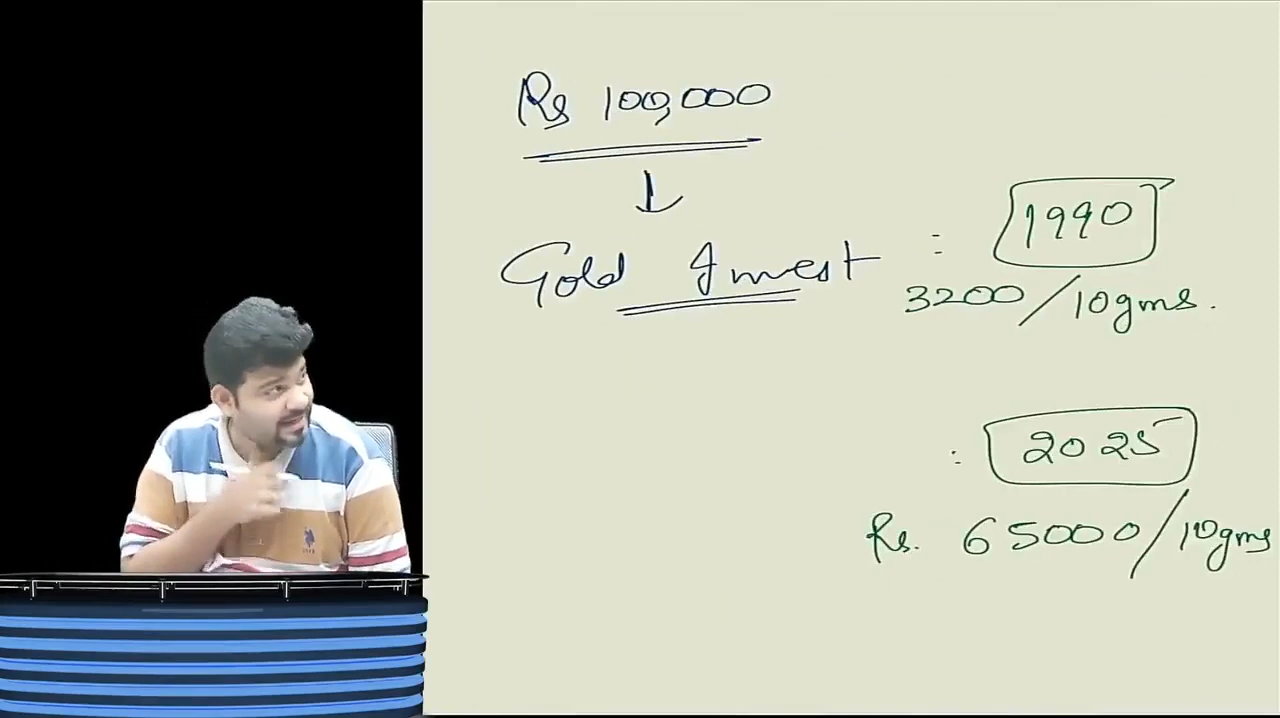 Rs 100,000
Gold Invest
: 1990
3200/10gms.
: 2025
Rs. 65000/10gms